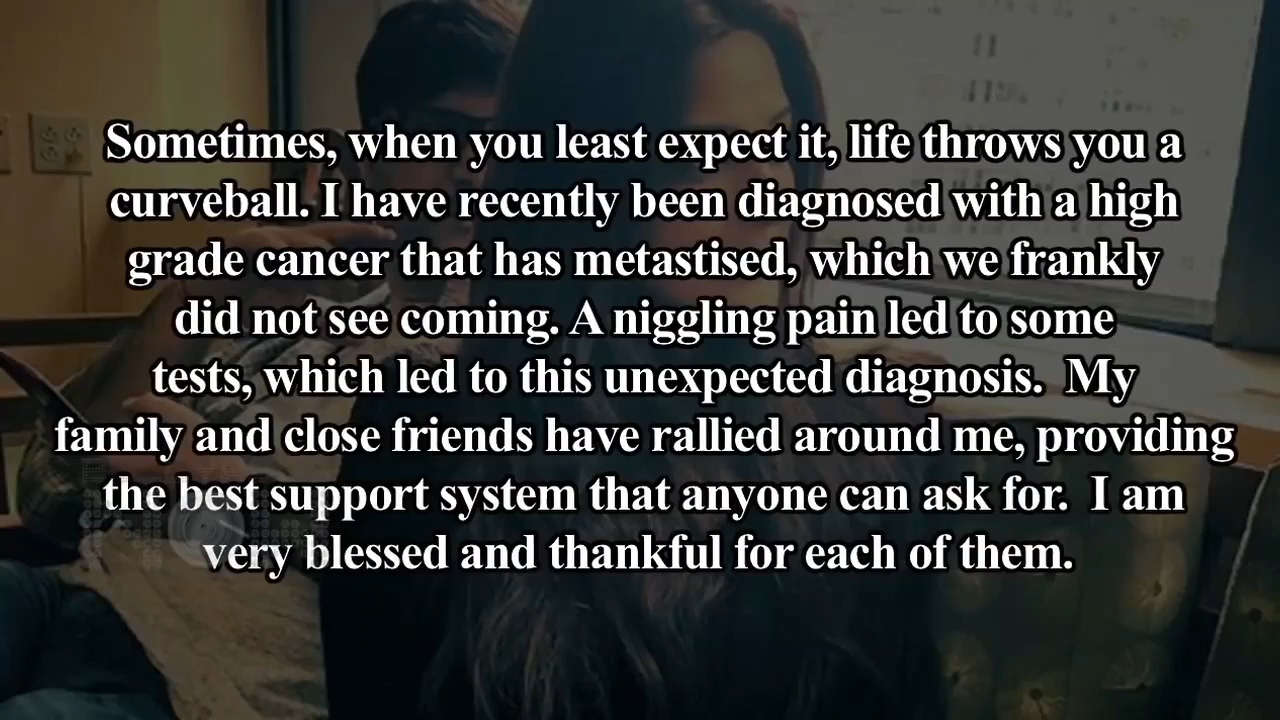 Sometimes, when you least expect it, life throws you a
curveball. I have recently been diagnosed with a high
grade cancer that has metastised, which we frankly
did not see coming. A niggling pain led to some
tests, which led to this unexpected diagnosis.  My
family and close friends have rallied around me, providing
the best support system that anyone can ask for.  I am
very blessed and thankful for each of them.